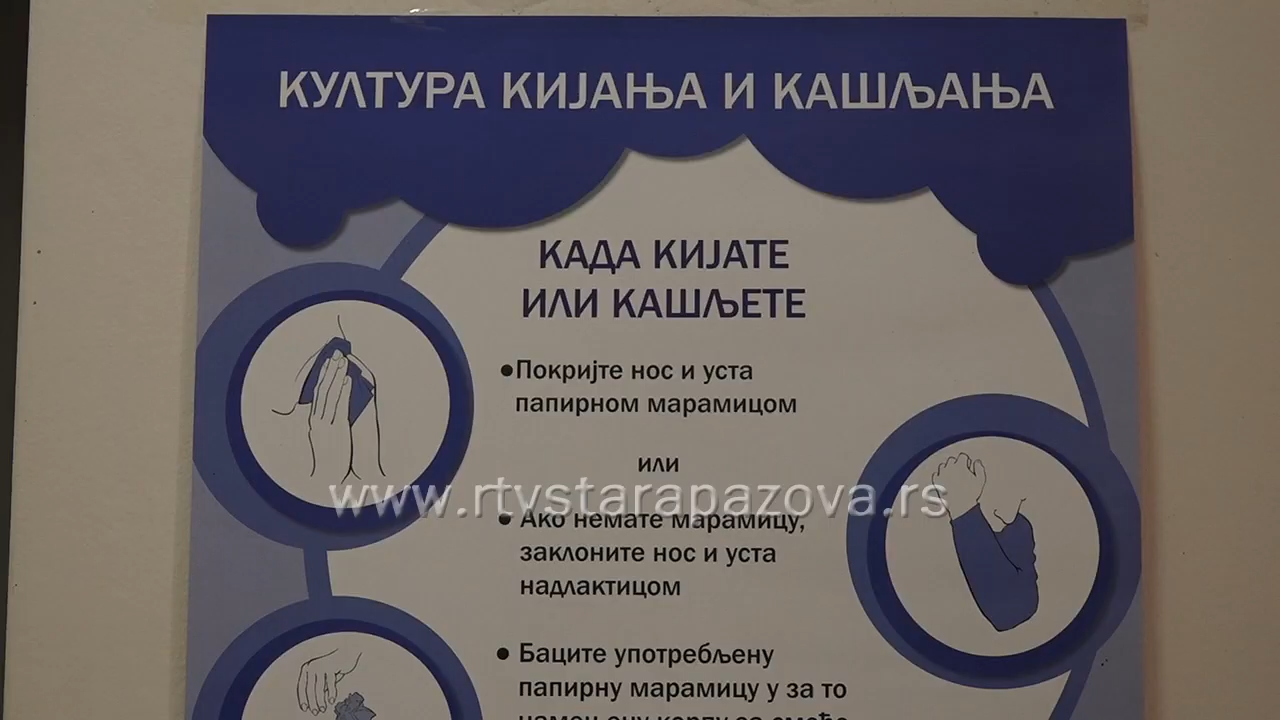 КУЛТУРА КИЈАЊА И КАШЉАЊА
КАДА КИЈАТЕ
ИЛИ КАШЉЕТЕ
●Покријте нос и уста
папирном марамицом
или
www.rtvstarapazova.rs
● Ако немате марамицу,
заклоните нос и уста
надлактицом
● Баците употребљену
папирну марамицу у за то